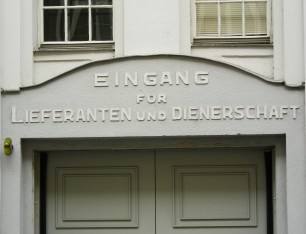 EINGANG
FÜR
LIEFERANTEN UND DIENERSCHAFT